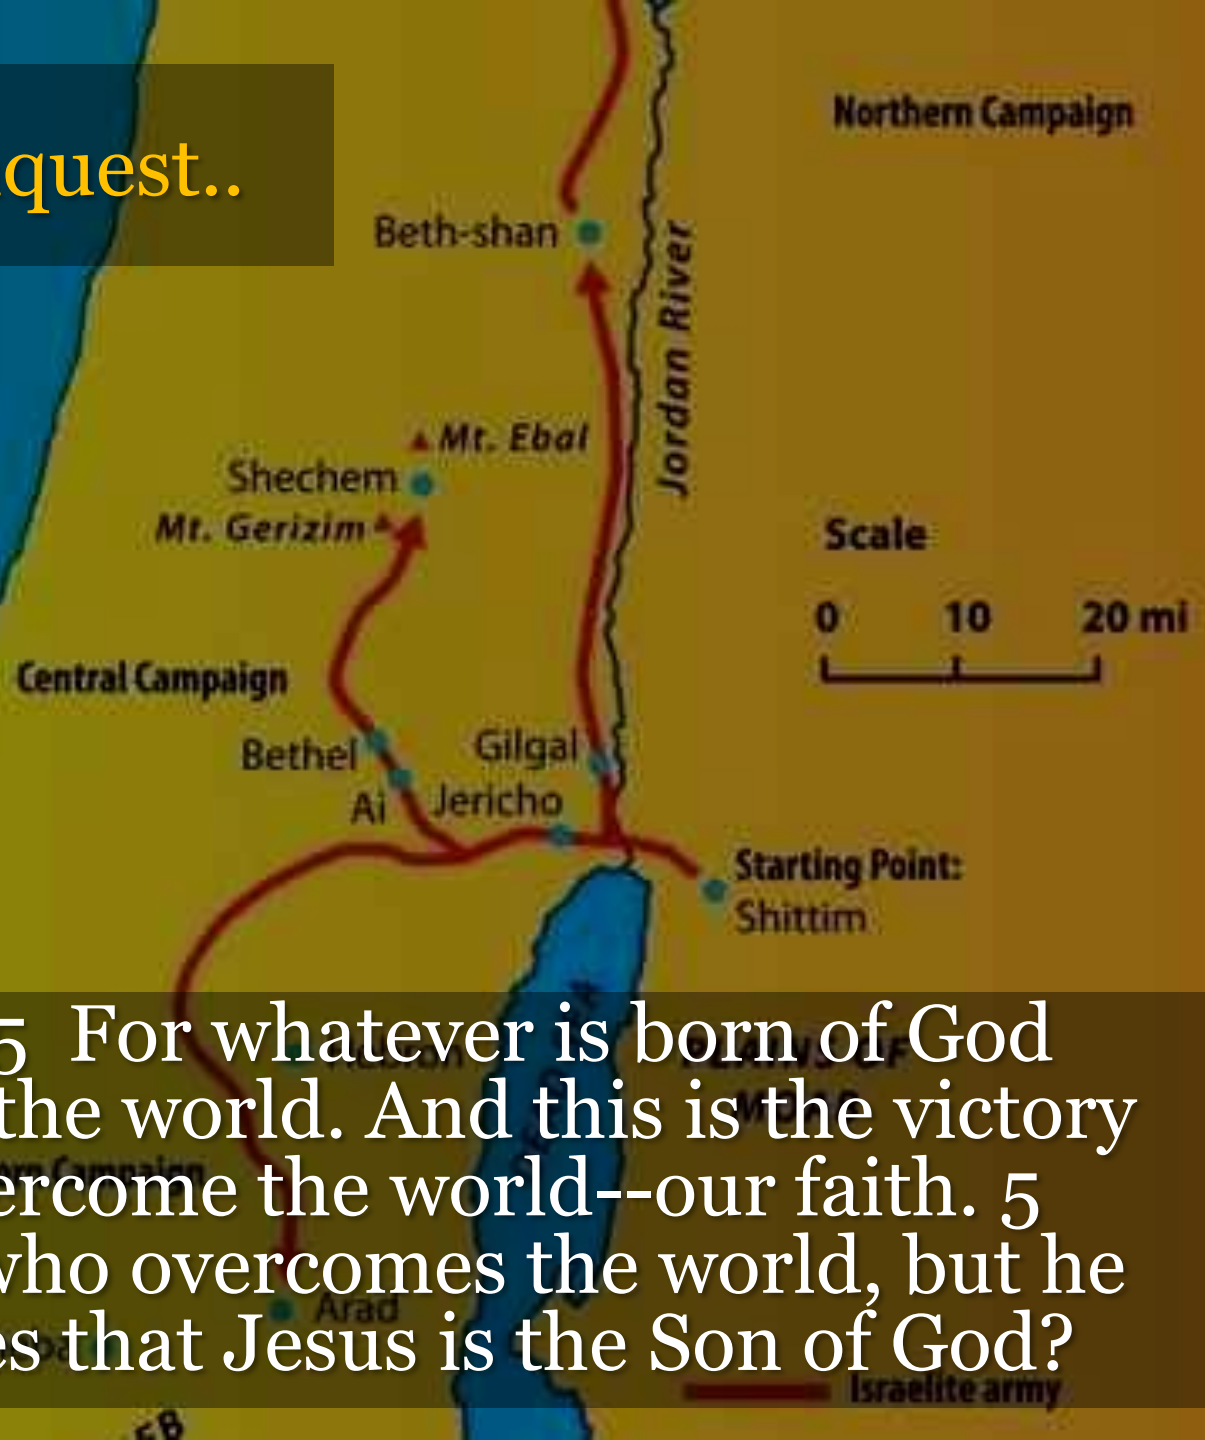 Northern Campaign
quest..
Beth-shan
Jordan River
Mt. Ebal
Shechem
Mt. Gerizim
Scale
0 10 20 mi
Central Campaign
Bethel
Gilgal
Ai
Jericho
Starting Point:
Shittim
5 For whatever is born of God
the world. And this is the victory
ercome the world--our faith. 5
who overcomes the world, but he
es that Jesus is the Son of God?
Campaign
Arad
Israelite army